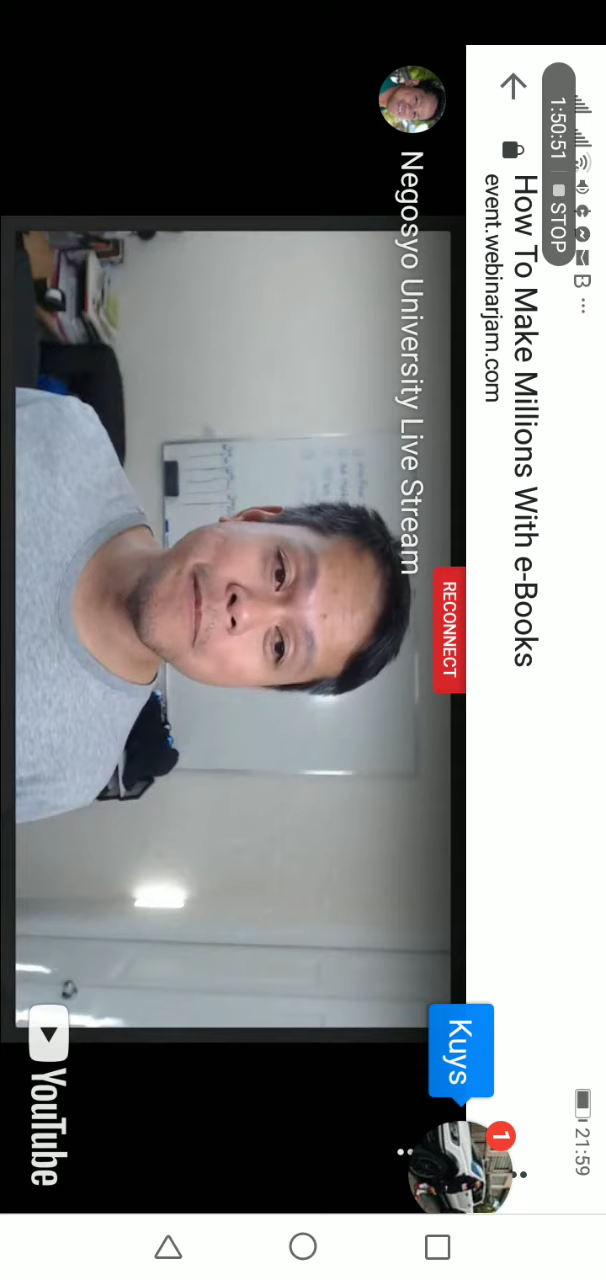 1:50:51 STOP
21:59
How To Make Millions With e-Books
event.webinarjam.com
RECONNECT
Negosyo University Live Stream
Kuys
1
YouTube